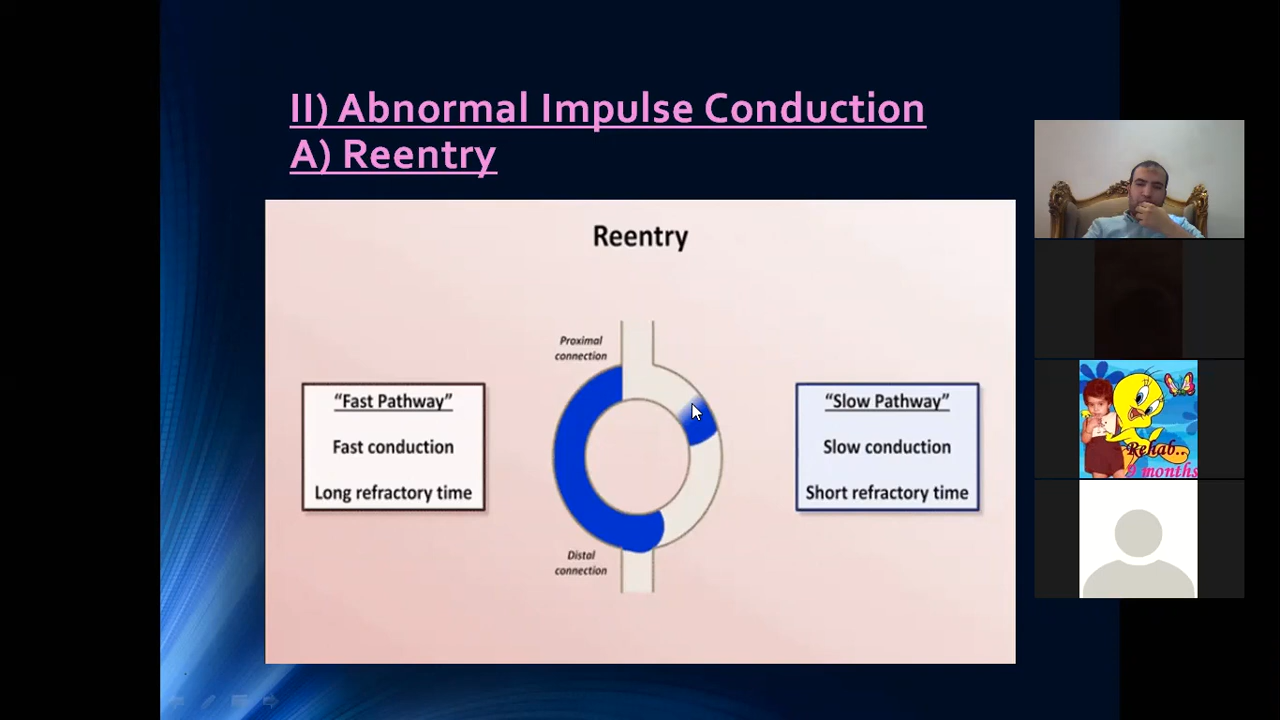 II) Abnormal Impulse Conduction
A) Reentry
Reentry
Proximal
connection
"Fast Pathway"
Fast conduction
Long refractory time
"Slow Pathway"
Slow conduction
Short refractory time
Distal
connection
Rehab..
9 months